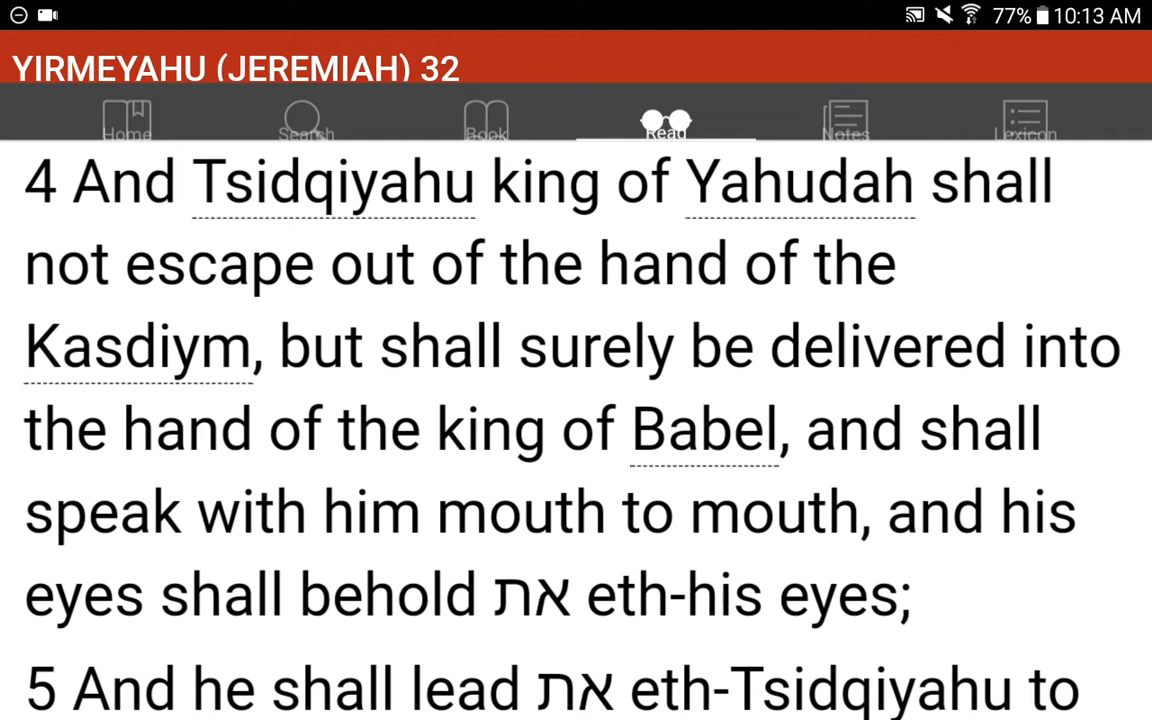 77% 10:13 AM
YIRMEYAHU (JEREMIAH) 32
Home Search Book Read Notes Lexicon
4 And Tsidqiyahu king of Yahudah shall
not escape out of the hand of the
Kasdiym, but shall surely be delivered into
the hand of the king of Babel, and shall
speak with him mouth to mouth, and his
eyes shall behold את eth-his eyes;
5 And he shall lead את eth-Tsidqiyahu to